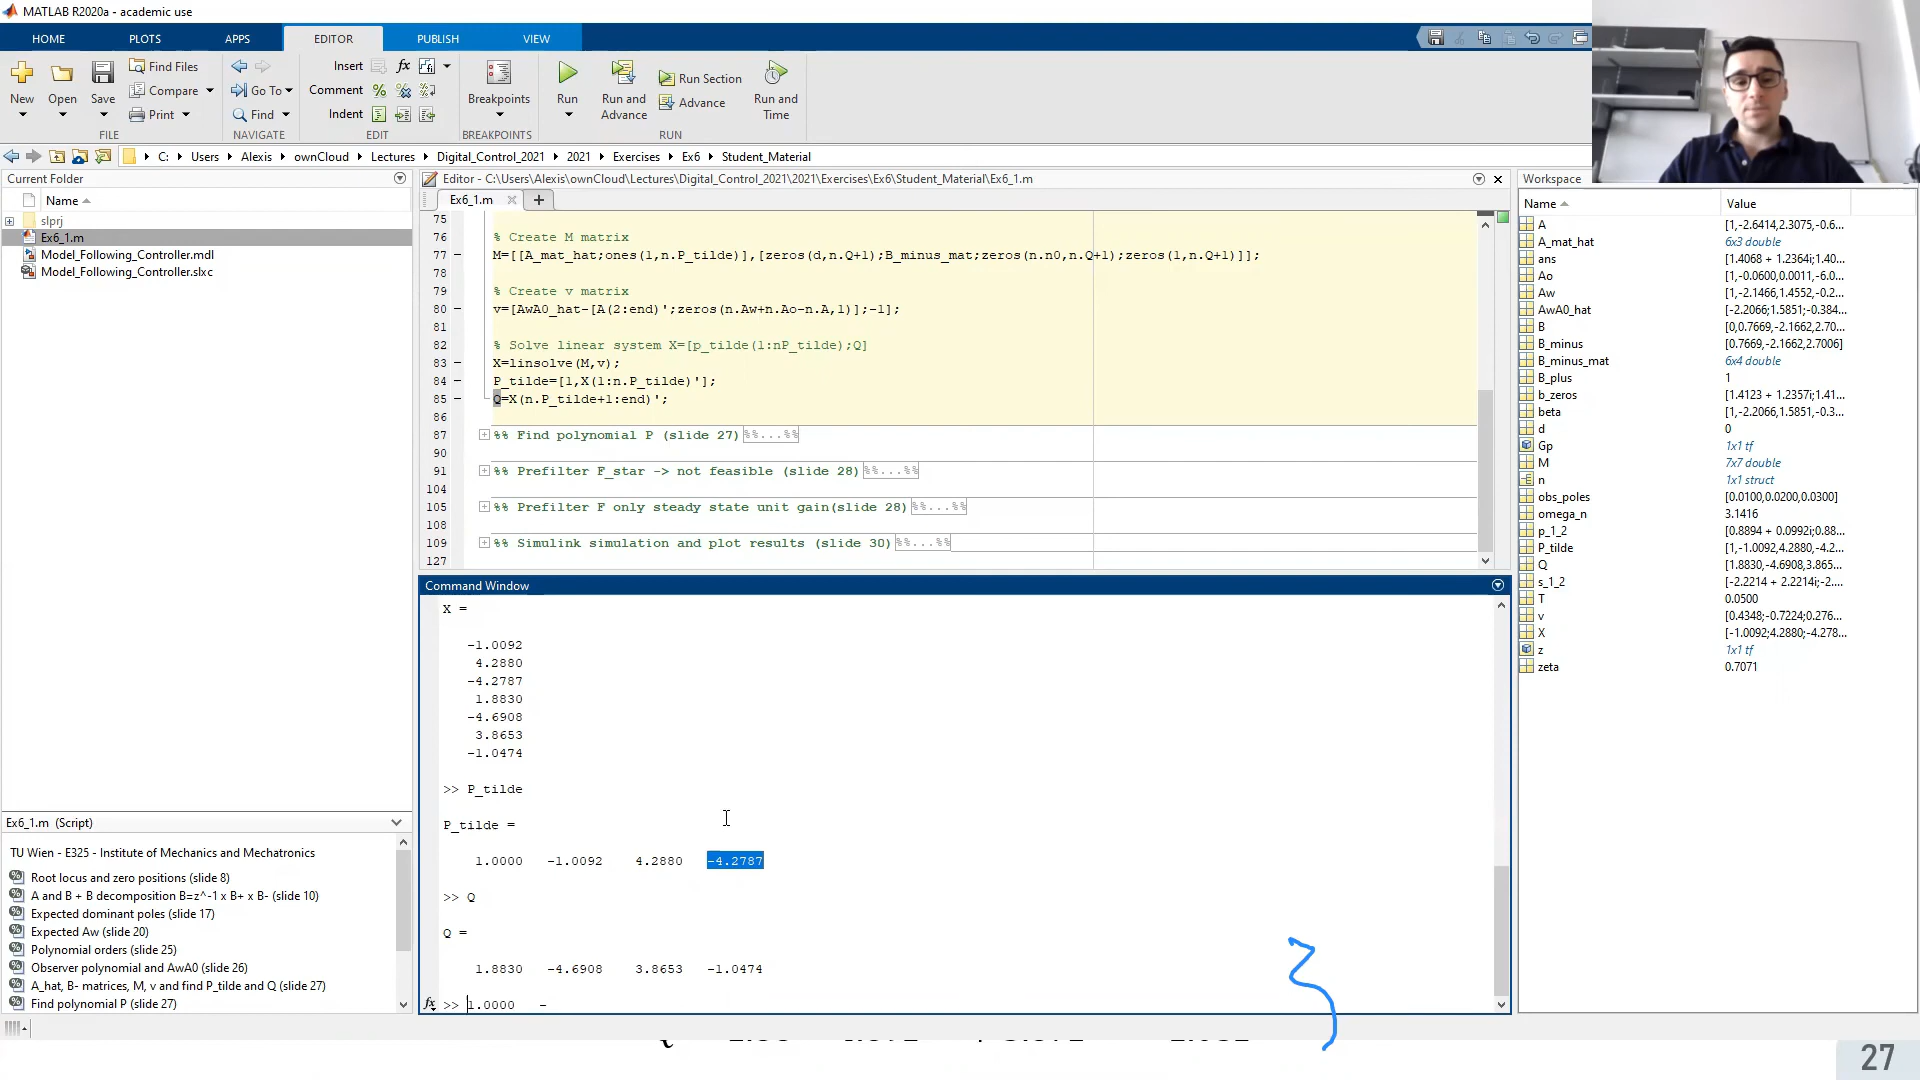 MATLAB R2020a - academic use
HOME PLOTS APPS EDITOR PUBLISH VIEW
New Open Save Find Files Compare Print
FILE
Go To Find
NAVIGATE
Insert fx Comment Indent
EDIT
Breakpoints
BREAKPOINTS
Run Run and Advance Run Section Advance Run and Time
RUN
C: Users Alexis ownCloud Lectures Digital_Control_2021 2021 Exercises Ex6 Student_Material
Current Folder
Name
slprj
Ex6_1.m
Model_Following_Controller.mdl
Model_Following_Controller.slxc
Ex6_1.m (Script)
TU Wien - E325 - Institute of Mechanics and Mechatronics
Root locus and zero positions (slide 8)
A and B + B decomposition B=z^-1 x B+ x B- (slide 10)
Expected dominant poles (slide 17)
Expected Aw (slide 20)
Polynomial orders (slide 25)
Observer polynomial and AwA0 (slide 26)
A_hat, B- matrices, M, v and find P_tilde and Q (slide 27)
Find polynomial P (slide 27)
Editor - C:\Users\Alexis\ownCloud\Lectures\Digital_Control_2021\2021\Exercises\Ex6\Student_Material\Ex6_1.m
Ex6_1.m
75
76 % Create M matrix
77 M=[[A_mat_hat;ones(1,n.P_tilde)],[zeros(d,n.Q+1);B_minus_mat;zeros(n.n0,n.Q+1);zeros(1,n.Q+1)]];
78
79 % Create v matrix
80 v=[AwA0_hat-[A(2:end)';zeros(n.Aw+n.Ao-n.A,1)];-1];
81
82 % Solve linear system X=[p_tilde(1:nP_tilde);Q]
83 X=linsolve(M,v);
84 P_tilde=[1,X(1:n.P_tilde)'];
85 Q=X(n.P_tilde+1:end)';
86
87 %% Find polynomial P (slide 27) %%...%%
90
91 %% Prefilter F_star -> not feasible (slide 28) %%...%%
104
105 %% Prefilter F only steady state unit gain(slide 28) %%...%%
108
109 %% Simulink simulation and plot results (slide 30) %%...%%
127
Command Window
X =
-1.0092
4.2880
-4.2787
1.8830
-4.6908
3.8653
-1.0474
>> P_tilde
P_tilde =
1.0000 -1.0092 4.2880 -4.2787
>> Q
Q =
1.8830 -4.6908 3.8653 -1.0474
fx >> 1.0000 -
Workspace
Name Value
A [1,-2.6414,2.3075,-0.6...
A_mat_hat 6x3 double
ans [1.4068 + 1.2364i;1.40...
Ao [1,-0.0600,0.0011,-6.0...
Aw [1,-2.1466,1.4552,-0.2...
AwA0_hat [-2.2066;1.5851;-0.384...
B [0,0.7669,-2.1662,2.70...
B_minus [0.7669,-2.1662,2.7006]
B_minus_mat 6x4 double
B_plus 1
b_zeros [1.4123 + 1.2357i;1.41...
beta [1,-2.2066,1.5851,-0.3...
d 0
Gp 1x1 tf
M 7x7 double
n 1x1 struct
obs_poles [0.0100,0.0200,0.0300]
omega_n 3.1416
p_1_2 [0.8894 + 0.0992i;0.88...
P_tilde [1,-1.0092,4.2880,-4.2...
Q [1.8830,-4.6908,3.865...
s_1_2 [-2.2214 + 2.2214i;-2....
T 0.0500
v [0.4348;-0.7224;0.276...
X [-1.0092;4.2880;-4.278...
z 1x1 tf
zeta 0.7071
27